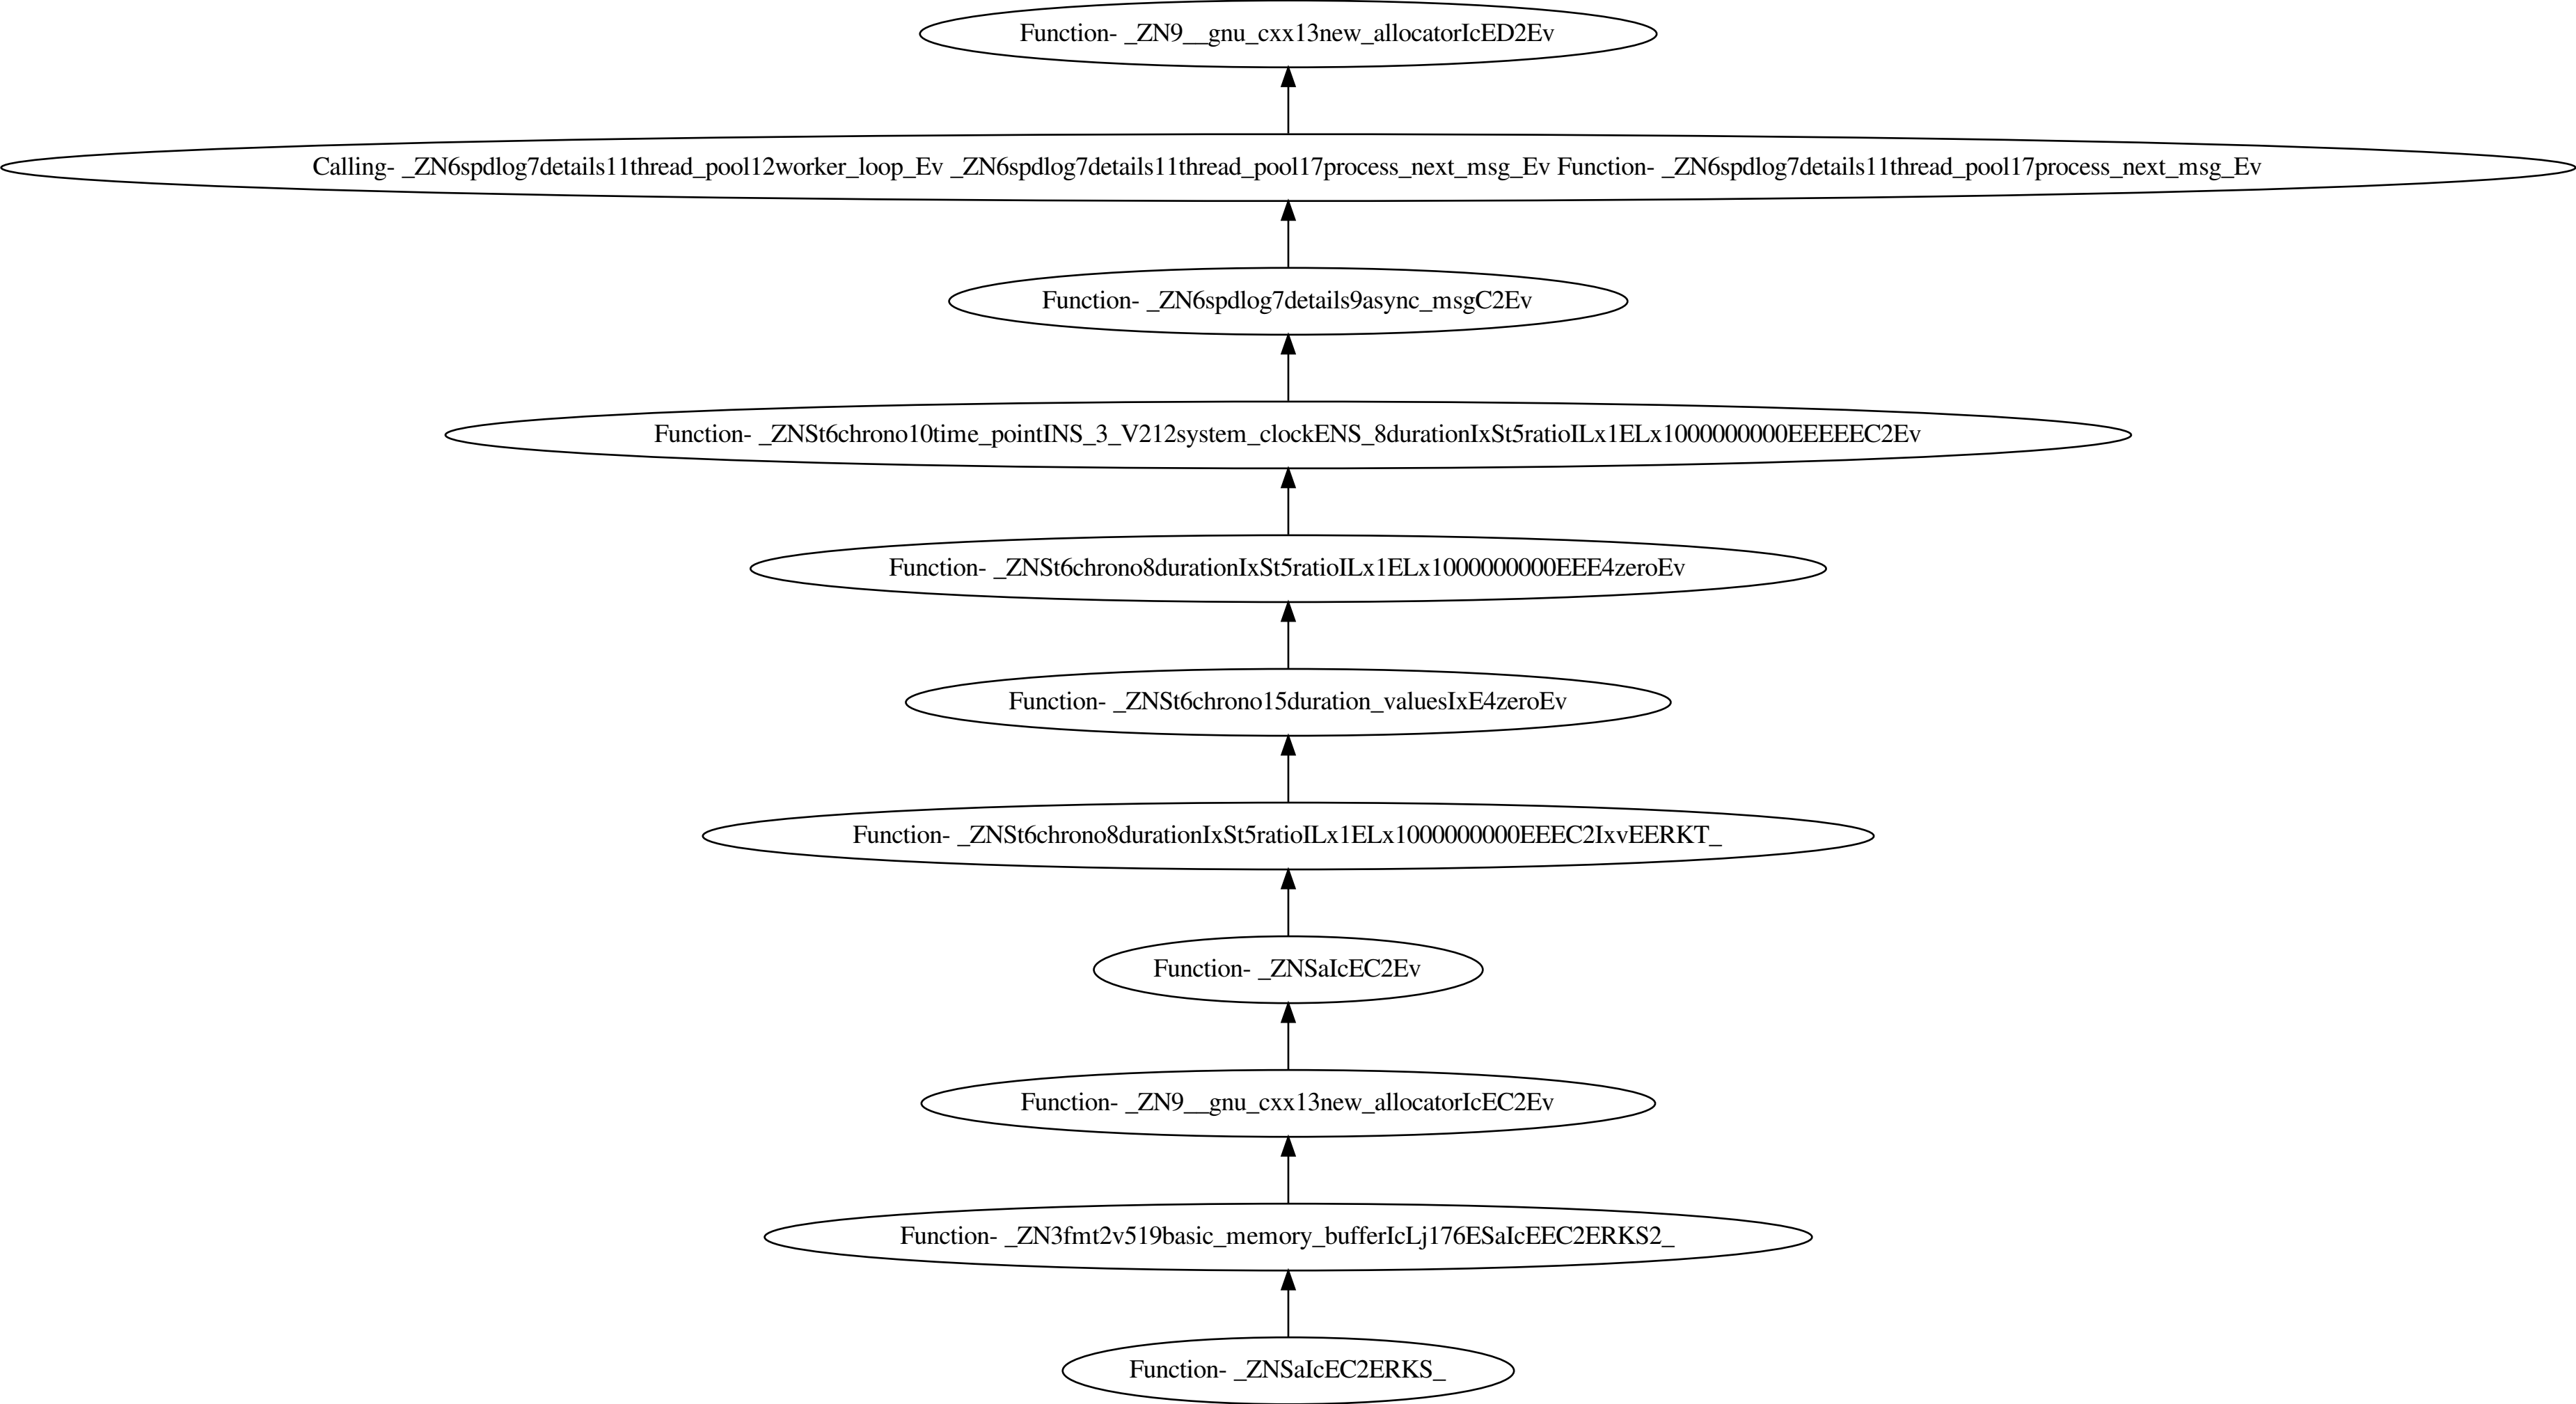 Function- _ZN9__gnu_cxx13new_allocatorIcED2Ev
Calling- _ZN6spdlog7details11thread_pool12worker_loop_Ev _ZN6spdlog7details11thread_pool17process_next_msg_Ev Function- _ZN6spdlog7details11thread_pool17process_next_msg_Ev
Function- _ZN6spdlog7details9async_msgC2Ev
Function- _ZNSt6chrono10time_pointINS_3_V212system_clockENS_8durationIxSt5ratioILx1ELx1000000000EEEEEC2Ev
Function- _ZNSt6chrono8durationIxSt5ratioILx1ELx1000000000EEE4zeroEv
Function- _ZNSt6chrono15duration_valuesIxE4zeroEv
Function- _ZNSt6chrono8durationIxSt5ratioILx1ELx1000000000EEEC2IxvEERKT_
Function- _ZNSaIcEC2Ev
Function- _ZN9__gnu_cxx13new_allocatorIcEC2Ev
Function- _ZN3fmt2v519basic_memory_bufferIcLj176ESaIcEEC2ERKS2_
Function- _ZNSaIcEC2ERKS_